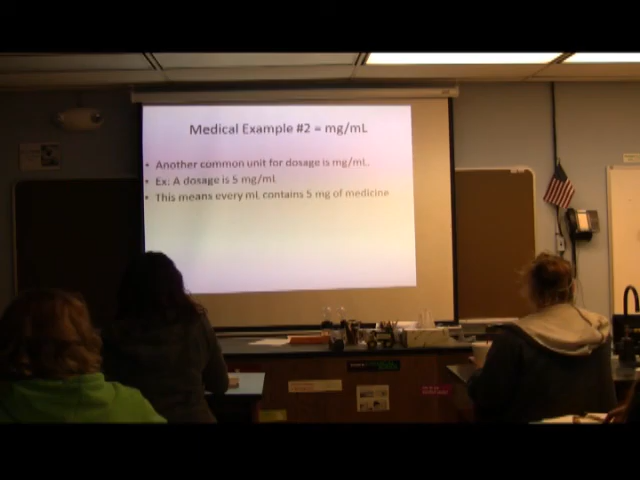 Medical Example #2 = mg/mL
• Another common unit for dosage is mg/mL.
• Ex: A dosage is 5 mg/mL
• This means every mL contains 5 mg of medicine